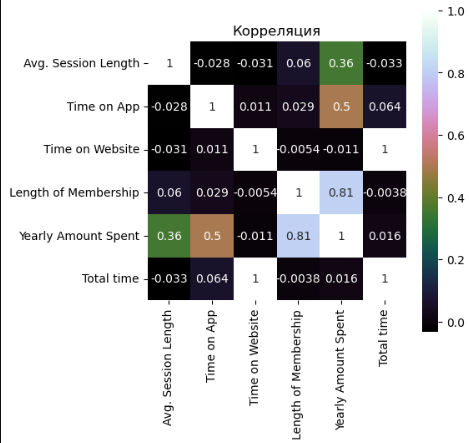 Корреляция
Avg. Session Length 1 -0.028 -0.031 0.06 0.36 -0.033
Time on App -0.028 1 0.011 0.029 0.5 0.064
Time on Website -0.031 0.011 1 -0.0054 -0.011 1
Length of Membership 0.06 0.029 -0.0054 1 0.81 -0.0038
Yearly Amount Spent 0.36 0.5 -0.011 0.81 1 0.016
Total time -0.033 0.064 1 -0.0038 0.016 1
Avg. Session Length
Time on App
Time on Website
Length of Membership
Yearly Amount Spent
Total time
1.0
0.8
0.6
0.4
0.2
0.0